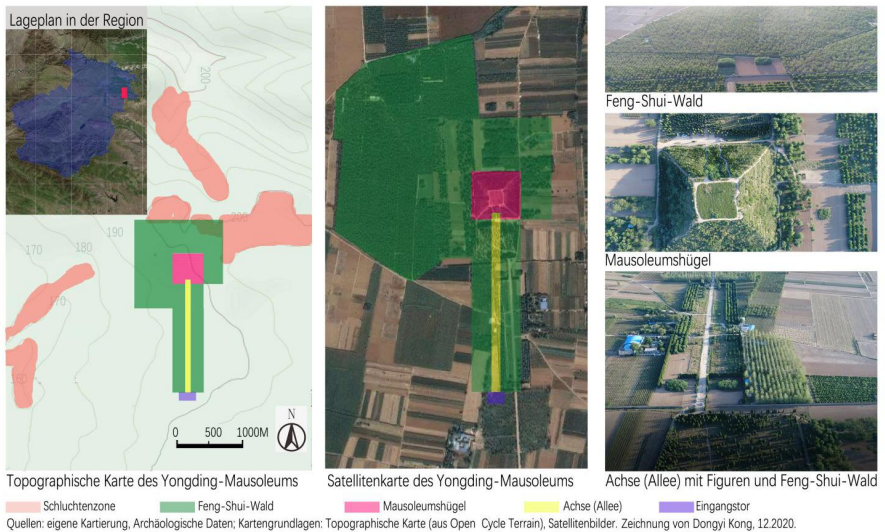 Lageplan in der Region
200
200
190
180
170
170
160
N
0 500 1000M
Feng-Shui-Wald
Mausoleumshügel
Topographische Karte des Yongding-Mausoleums
Satellitenkarte des Yongding-Mausoleums
Achse (Allee) mit Figuren und Feng-Shui-Wald
Schluchtenzone
Feng-Shui-Wald
Mausoleumshügel
Achse (Allee)
Eingangstor
Quellen: eigene Kartierung, Archäologische Daten; Kartengrundlagen: Topographische Karte (aus Open Cycle Terrain), Satellitenbilder. Zeichnung von Dongyi Kong, 12.2020.